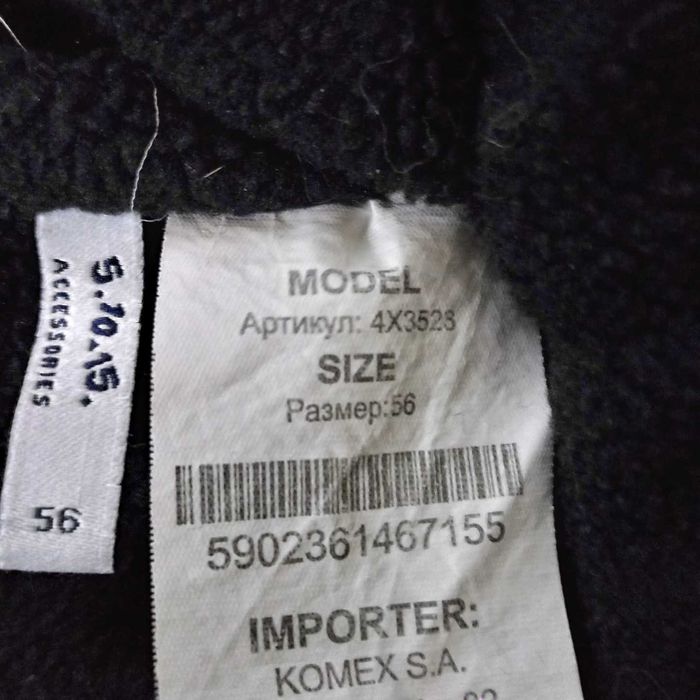 5.10.15.
ACCESSORIES
56
MODEL
Артикул: 4X3528
SIZE
Размер:56
5902361467155
IMPORTER:
KOMEX S.A.